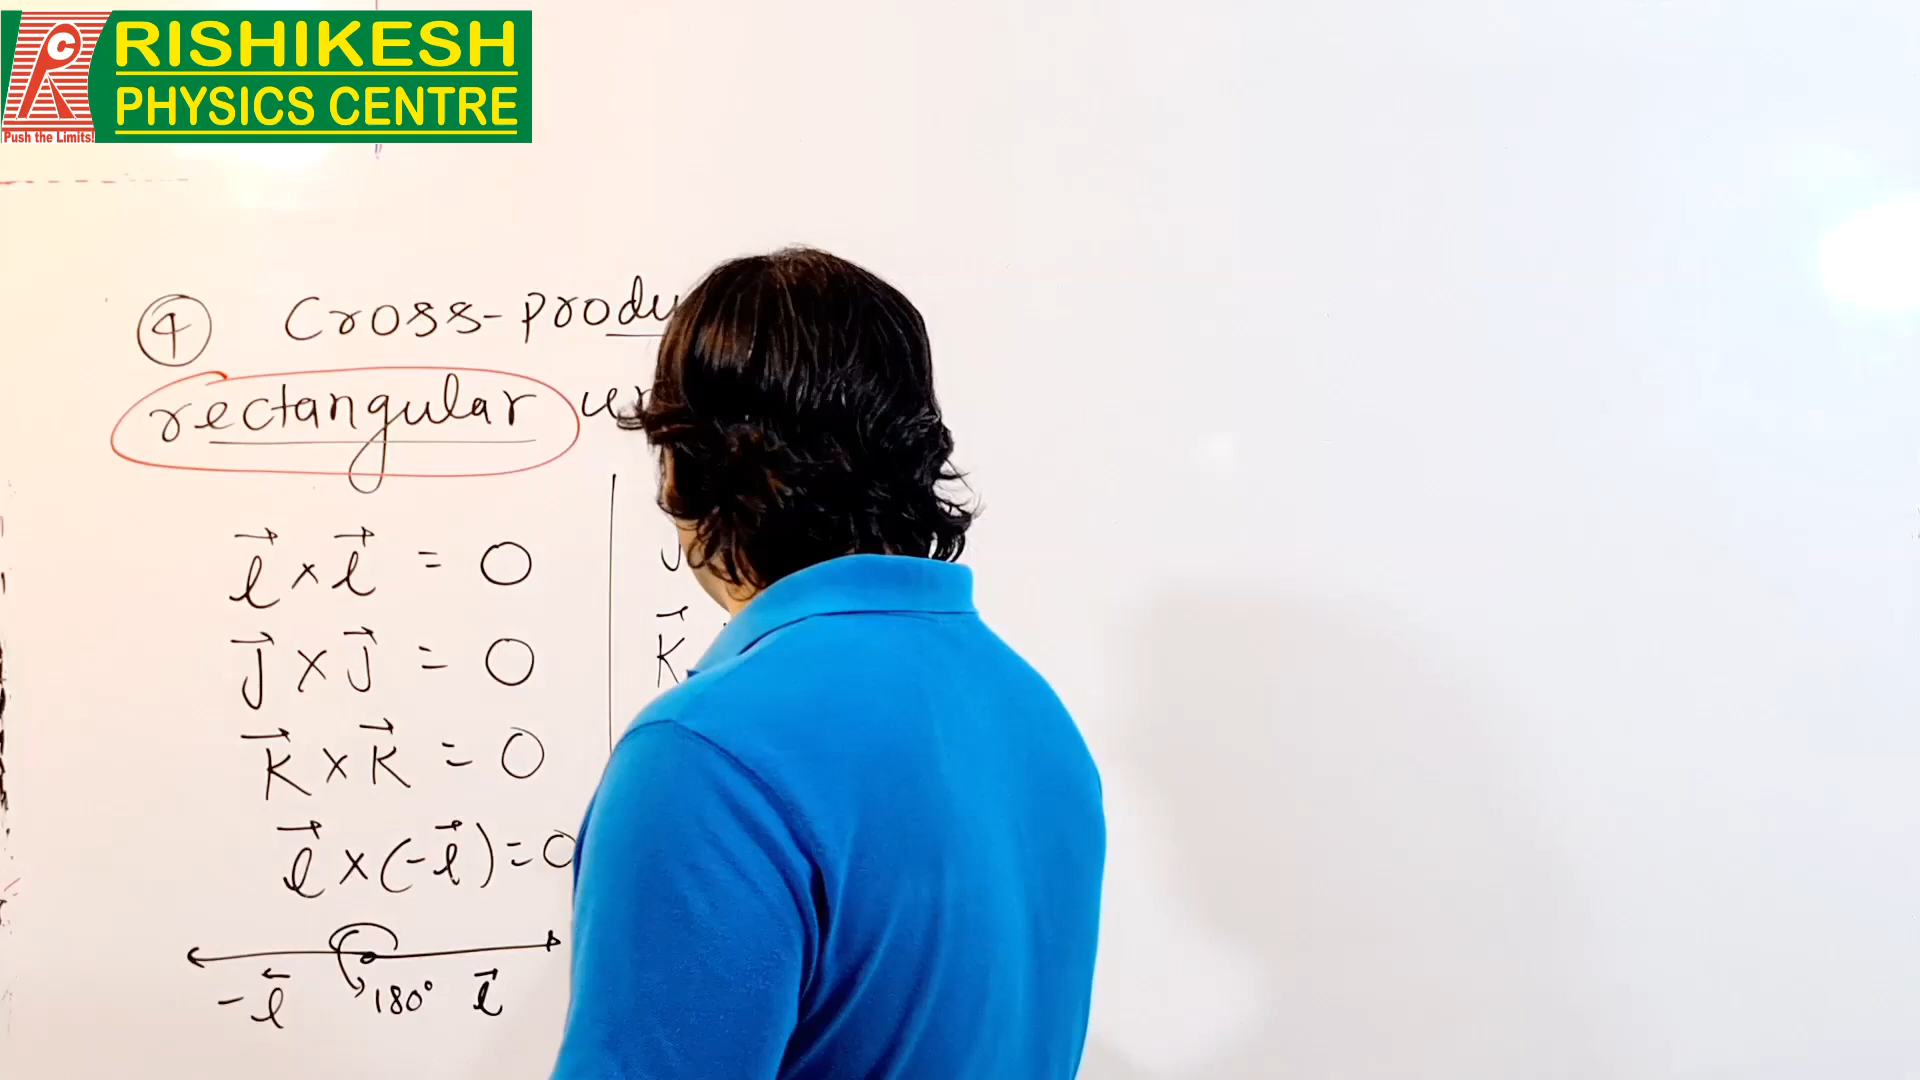 RISHIKESH
PHYSICS CENTRE
Push the Limits!
④ Cross-produ
rectangular
i⃗ × i⃗ = 0
J⃗ × J⃗ = 0
K⃗ × K⃗ = 0
i⃗ × (-i⃗) = 0
K⃗
-i⃗ 180° i⃗